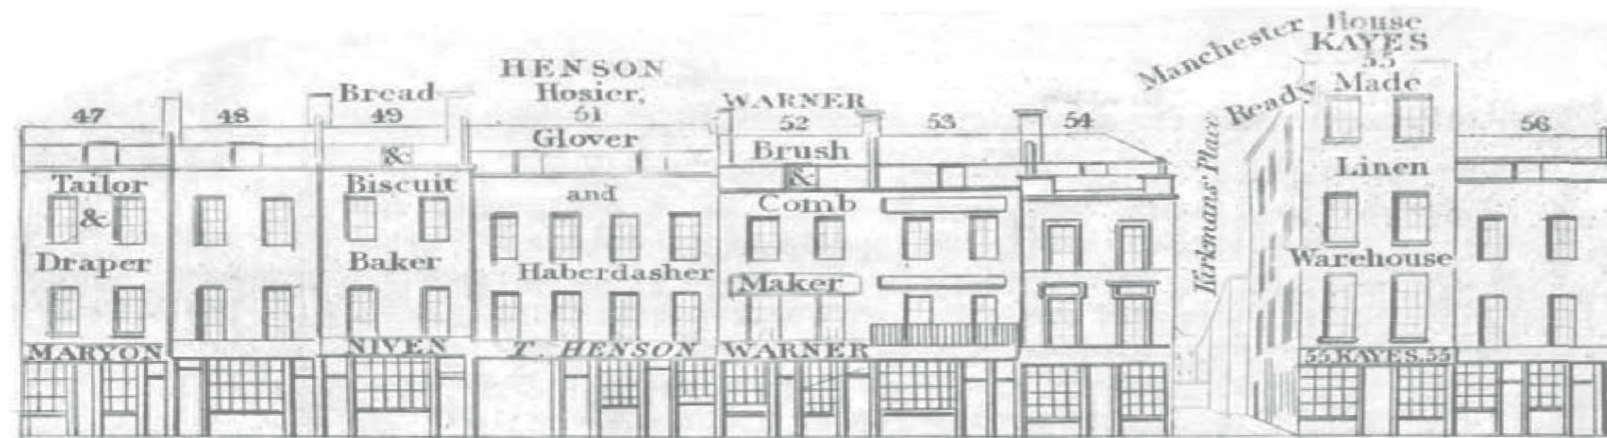 47
Tailor
&
Draper
MARYON
48
Bread
49
&
Biscuit
Baker
NIVEN
HENSON
Hosier,
51
Glover
and
Haberdasher
T. HENSON
WARNER
52
Brush
&
Comb
Maker
WARNER
53
54
Kirkmans' Place
Manchester House
KAYES
55
Ready Made
Linen
Warehouse
55. KAYES. 55
56